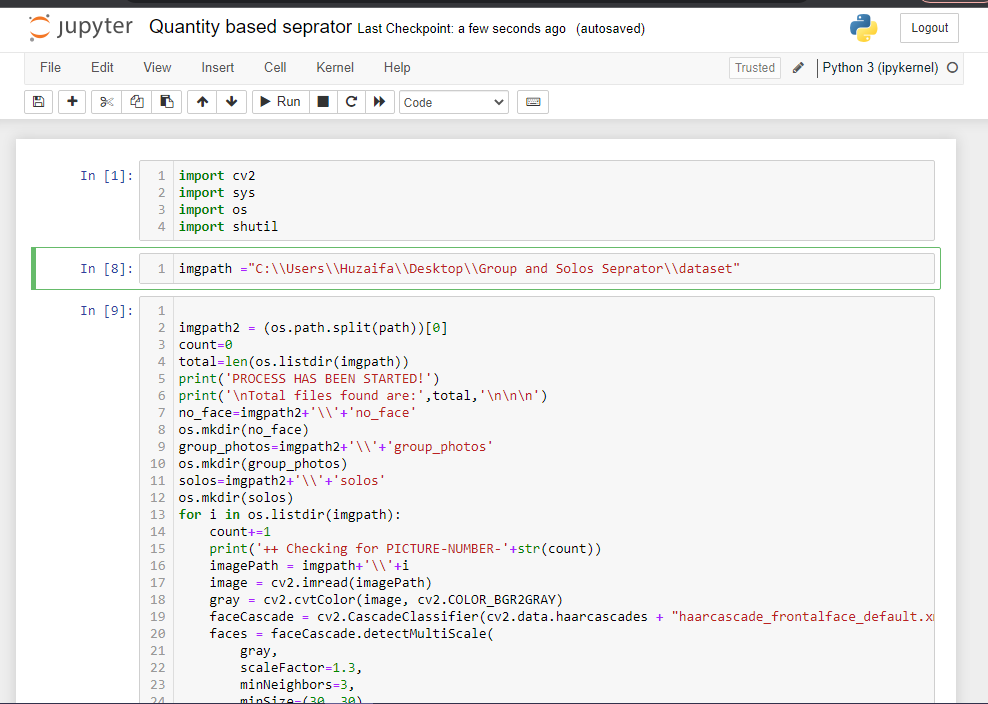 jupyter Quantity based seprator Last Checkpoint: a few seconds ago (autosaved) Logout
File Edit View Insert Cell Kernel Help Trusted Python 3 (ipykernel)
Run Code
In [1]:
1 import cv2
2 import sys
3 import os
4 import shutil
In [8]:
1 imgpath ="C:\\Users\\Huzaifa\\Desktop\\Group and Solos Seprator\\dataset"
In [9]:
1
2 imgpath2 = (os.path.split(path))[0]
3 count=0
4 total=len(os.listdir(imgpath))
5 print('PROCESS HAS BEEN STARTED!')
6 print('\nTotal files found are:',total,'\n\n\n')
7 no_face=imgpath2+'\\'+'no_face'
8 os.mkdir(no_face)
9 group_photos=imgpath2+'\\'+'group_photos'
10 os.mkdir(group_photos)
11 solos=imgpath2+'\\'+'solos'
12 os.mkdir(solos)
13 for i in os.listdir(imgpath):
14     count+=1
15     print('++ Checking for PICTURE-NUMBER-'+str(count))
16     imagePath = imgpath+'\\'+i
17     image = cv2.imread(imagePath)
18     gray = cv2.cvtColor(image, cv2.COLOR_BGR2GRAY)
19     faceCascade = cv2.CascadeClassifier(cv2.data.haarcascades + "haarcascade_frontalface_default.x
20     faces = faceCascade.detectMultiScale(
21         gray,
22         scaleFactor=1.3,
23         minNeighbors=3,
24         minSize=(30, 30)